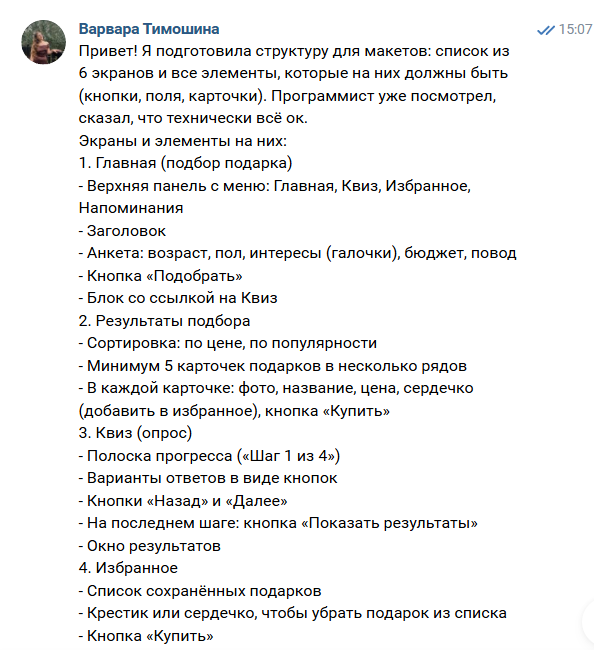 Варвара Тимошина
15:07
Привет! Я подготовила структуру для макетов: список из
6 экранов и все элементы, которые на них должны быть
(кнопки, поля, карточки). Программист уже посмотрел,
сказал, что технически всё ок.
Экраны и элементы на них:
1. Главная (подбор подарка)
- Верхняя панель с меню: Главная, Квиз, Избранное,
Напоминания
- Заголовок
- Анкета: возраст, пол, интересы (галочки), бюджет, повод
- Кнопка «Подобрать»
- Блок со ссылкой на Квиз
2. Результаты подбора
- Сортировка: по цене, по популярности
- Минимум 5 карточек подарков в несколько рядов
- В каждой карточке: фото, название, цена, сердечко
(добавить в избранное), кнопка «Купить»
3. Квиз (опрос)
- Полоска прогресса («Шаг 1 из 4»)
- Варианты ответов в виде кнопок
- Кнопки «Назад» и «Далее»
- На последнем шаге: кнопка «Показать результаты»
- Окно результатов
4. Избранное
- Список сохранённых подарков
- Крестик или сердечко, чтобы убрать подарок из списка
- Кнопка «Купить»